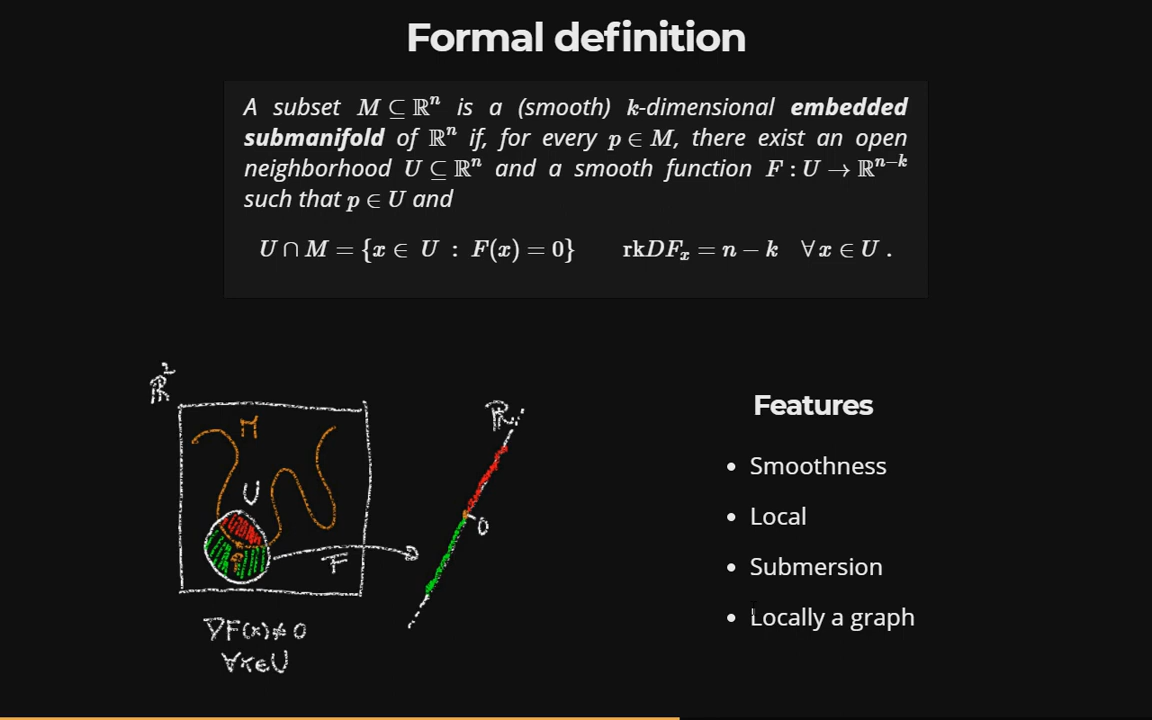 Formal definition
A subset M ⊆ ℝⁿ is a (smooth) k-dimensional embedded
submanifold of ℝⁿ if, for every p ∈ M, there exist an open
neighborhood U ⊆ ℝⁿ and a smooth function F : U → ℝⁿ⁻ᵏ
such that p ∈ U and
U ∩ M = {x ∈ U : F(x) = 0} rkDFₓ = n − k ∀ x ∈ U .
ℝ²
M
U
p
F
ℝ
0
∇F(x)≠0
∀x∈U
Features
• Smoothness
• Local
• Submersion
• Locally a graph